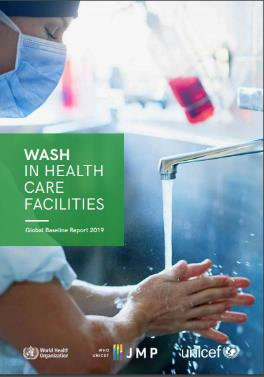 WASH
IN HEALTH
CARE
FACILITIES
Global Baseline Report 2019
World Health
Organization
WHO
UNICEF
JMP
unicef